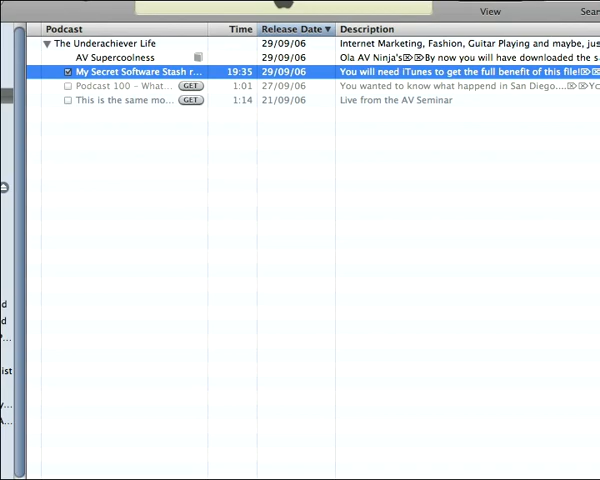 View
Sear
Podcast Time Release Date Description
The Underachiever Life 29/09/06 Internet Marketing, Fashion, Guitar Playing and maybe, jus
AV Supercoolness 29/09/06 Ola AV Ninja's⌦⌦By now you will have downloaded the sa
My Secret Software Stash r... 19:35 29/09/06 You will need ITunes to get the full benefit of this file!⌦⌦
Podcast 100 - What... GET 1:01 27/09/06 You wanted to know what happend in San Diego....⌦⌦Yo
This is the same mo... GET 1:14 21/09/06 Live from the AV Seminar
d
d
P...
ist
y...
A...